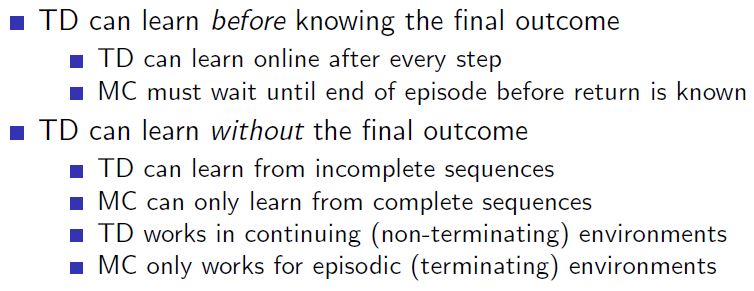 TD can learn before knowing the final outcome
TD can learn online after every step
MC must wait until end of episode before return is known
TD can learn without the final outcome
TD can learn from incomplete sequences
MC can only learn from complete sequences
TD works in continuing (non-terminating) environments
MC only works for episodic (terminating) environments